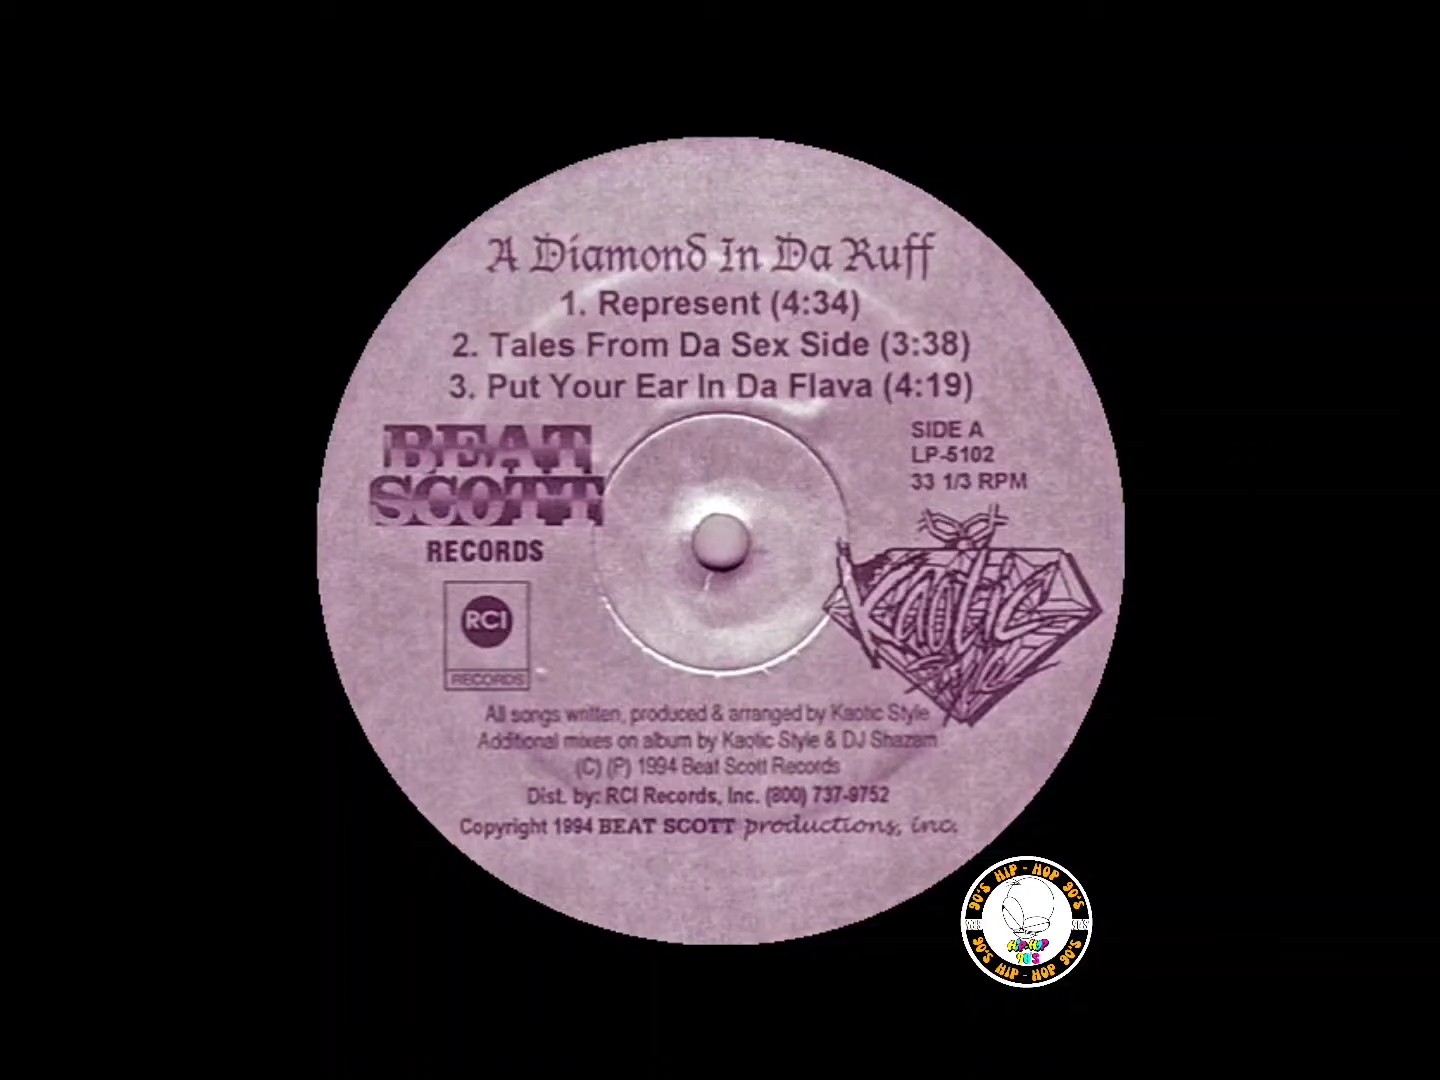 A Diamond In Da Ruff
1. Represent (4:34)
2. Tales From Da Sex Side (3:38)
3. Put Your Ear In Da Flava (4:19)
BEAT
SCOTT
RECORDS
RCI
RECORDS
SIDE A
LP-5102
33 1/3 RPM
Kaotic
Style
All songs written, produced & arranged by Kaotic Style
Additional mixes on album by Kaotic Style & DJ Shazam
(C) (P) 1994 Beat Scott Records
Dist. by: RCI Records, Inc. (800) 737-9752
Copyright 1994 BEAT SCOTT productions, inc.
90'S HIP - HOP 90'S
HIP-HOP
90'S
90'S HIP - HOP 90'S